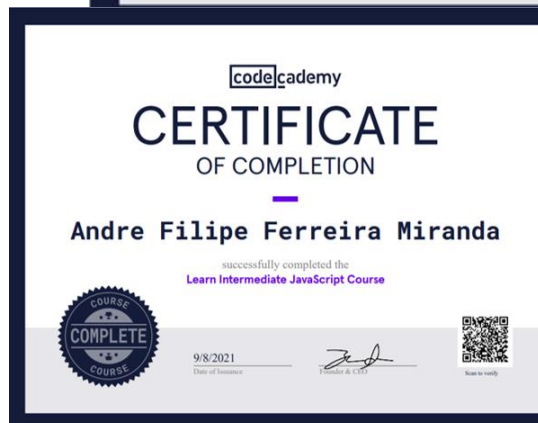 codecademy
CERTIFICATE
OF COMPLETION
Andre Filipe Ferreira Miranda
successfully completed the
Learn Intermediate JavaScript Course
COURSE
COMPLETE
COURSE
9/8/2021
Date of Issuance
Founder & CEO
Scan to verify